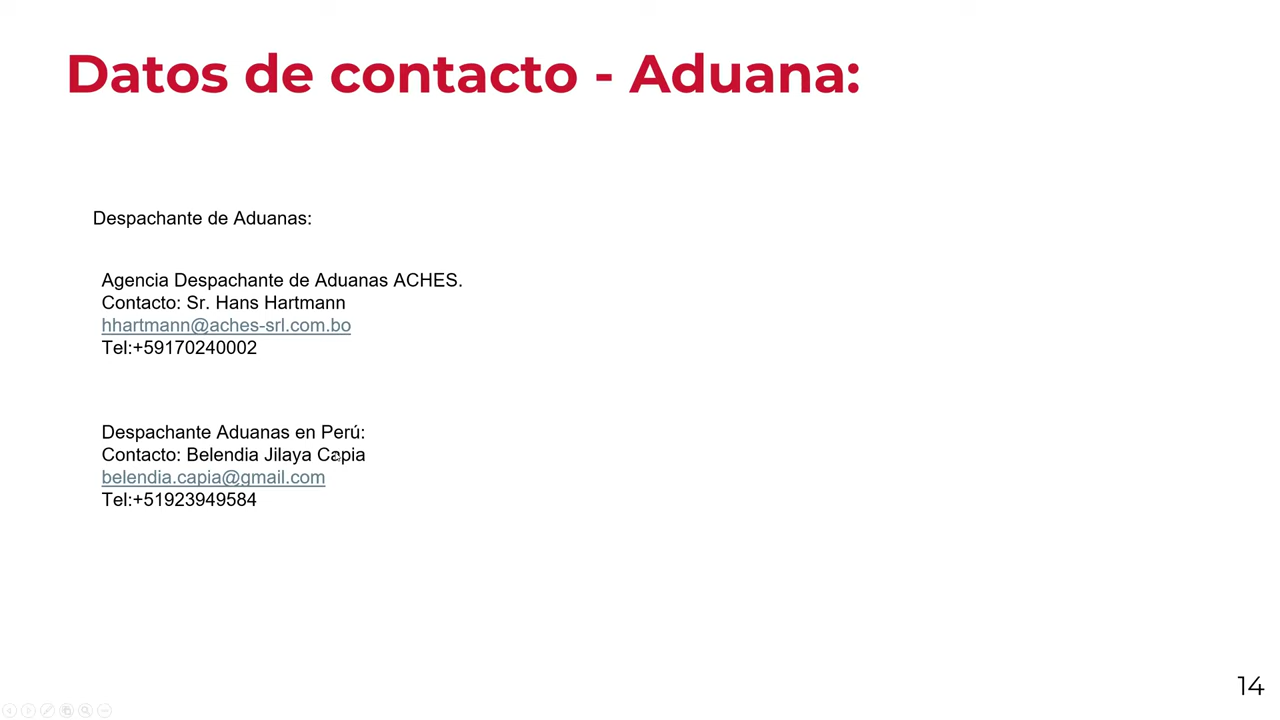 Datos de contacto - Aduana:
Despachante de Aduanas:
Agencia Despachante de Aduanas ACHES.
Contacto: Sr. Hans Hartmann
hhartmann@aches-srl.com.bo
Tel:+59170240002
Despachante Aduanas en Perú:
Contacto: Belendia Jilaya Capia
belendia.capia@gmail.com
Tel:+51923949584
14